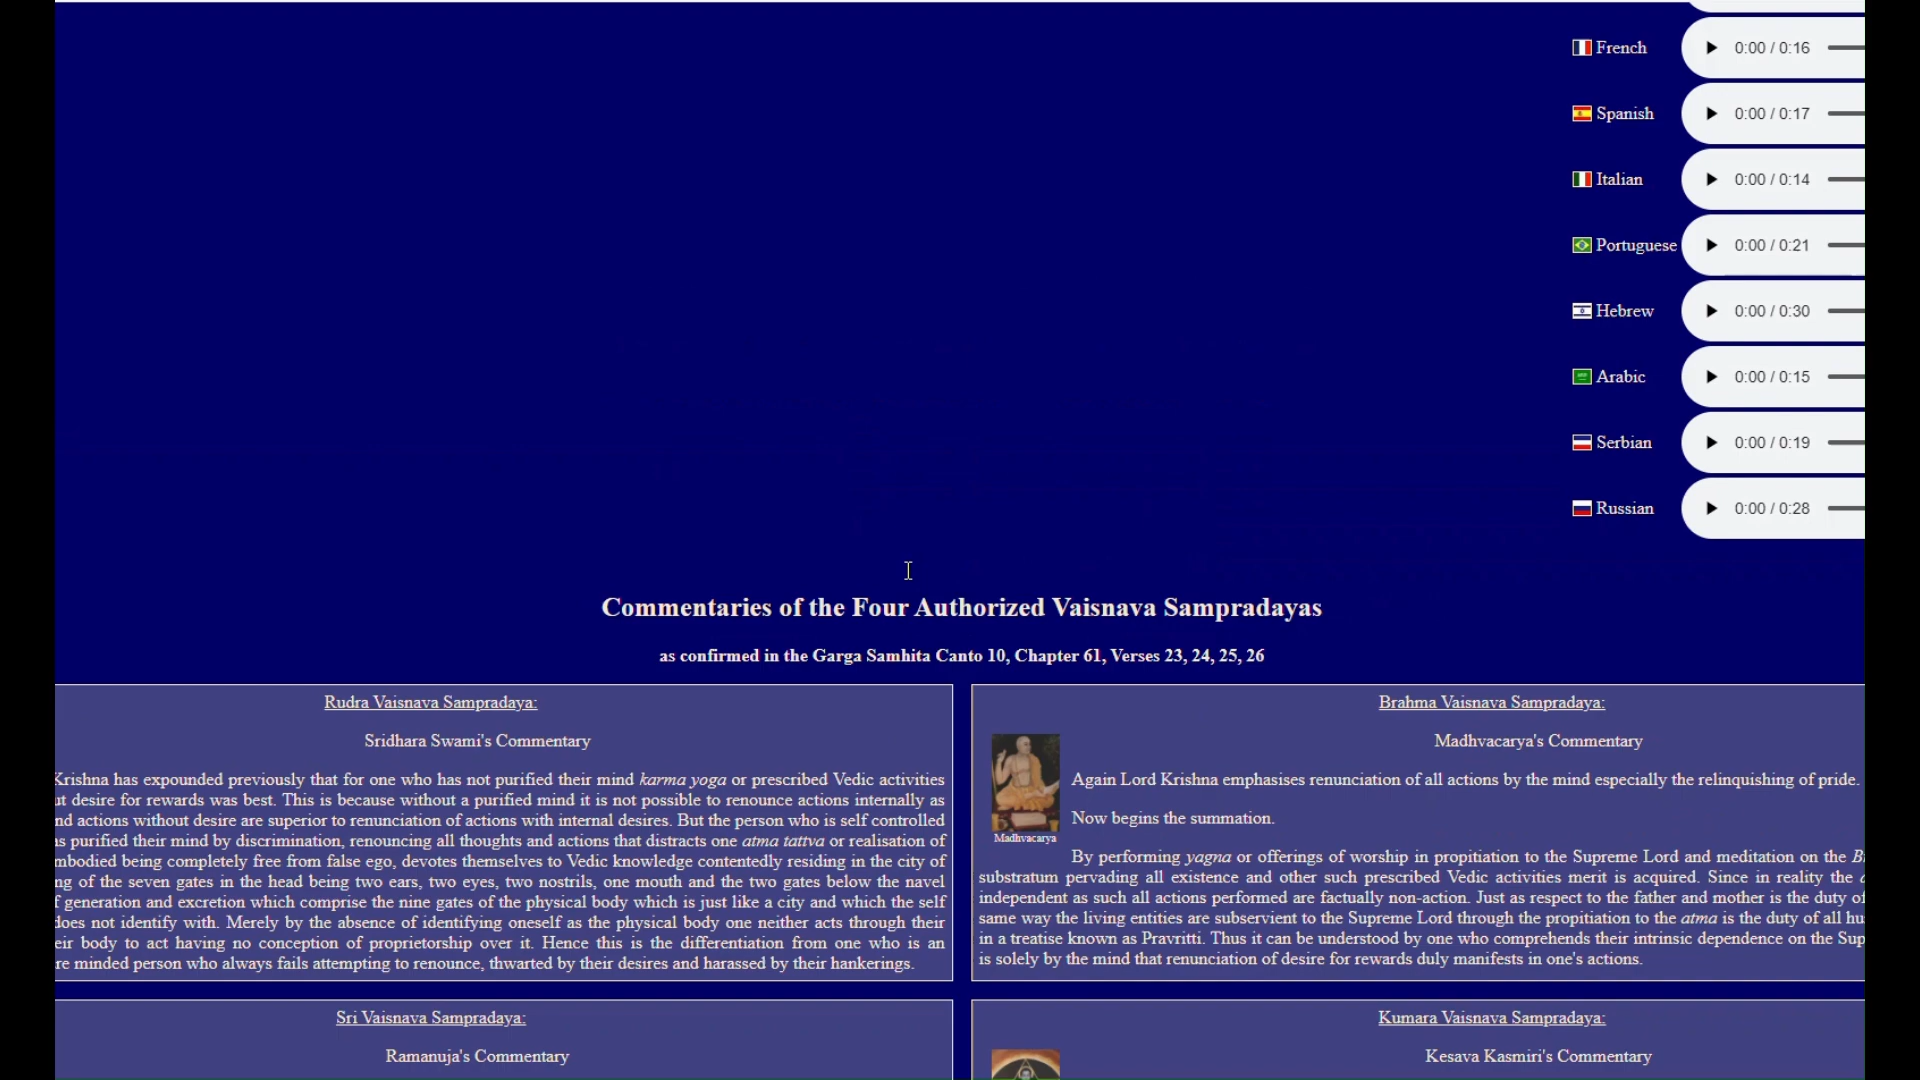 French 0:00 / 0:16
Spanish 0:00 / 0:17
Italian 0:00 / 0:14
Portuguese 0:00 / 0:21
Hebrew 0:00 / 0:30
Arabic 0:00 / 0:15
Serbian 0:00 / 0:19
Russian 0:00 / 0:28
Commentaries of the Four Authorized Vaisnava Sampradayas
as confirmed in the Garga Samhita Canto 10, Chapter 61, Verses 23, 24, 25, 26
Rudra Vaisnava Sampradaya:
Sridhara Swami's Commentary
Krishna has expounded previously that for one who has not purified their mind karma yoga or prescribed Vedic activities
desire for rewards was best. This is because without a purified mind it is not possible to renounce actions internally as
actions without desire are superior to renunciation of actions with internal desires. But the person who is self controlled
purified their mind by discrimination, renouncing all thoughts and actions that distracts one atma tattva or realisation of
being completely free from false ego, devotes themselves to Vedic knowledge contentedly residing in the city of
of the seven gates in the head being two ears, two eyes, two nostrils, one mouth and the two gates below the navel
generation and excretion which comprise the nine gates of the physical body which is just like a city and which the self
does not identify with. Merely by the absence of identifying oneself as the physical body one neither acts through their
body to act having no conception of proprietorship over it. Hence this is the differentiation from one who is an
minded person who always fails attempting to renounce, thwarted by their desires and harassed by their hankerings.
Brahma Vaisnava Sampradaya:
Madhvacarya's Commentary
Again Lord Krishna emphasises renunciation of all actions by the mind especially the relinquishing of pride.
Now begins the summation.
Madhvacarya
By performing yagna or offerings of worship in propitiation to the Supreme Lord and meditation on the
substratum pervading all existence and other such prescribed Vedic activities merit is acquired. Since in reality the
independent as such all actions performed are factually non-action. Just as respect to the father and mother is the duty of
same way the living entities are subservient to the Supreme Lord through the propitiation to the atma is the duty of all
in a treatise known as Pravritti. Thus it can be understood by one who comprehends their intrinsic dependence on the
is solely by the mind that renunciation of desire for rewards duly manifests in one's actions.
Sri Vaisnava Sampradaya:
Ramanuja's Commentary
Kumara Vaisnava Sampradaya:
Kesava Kasmiri's Commentary